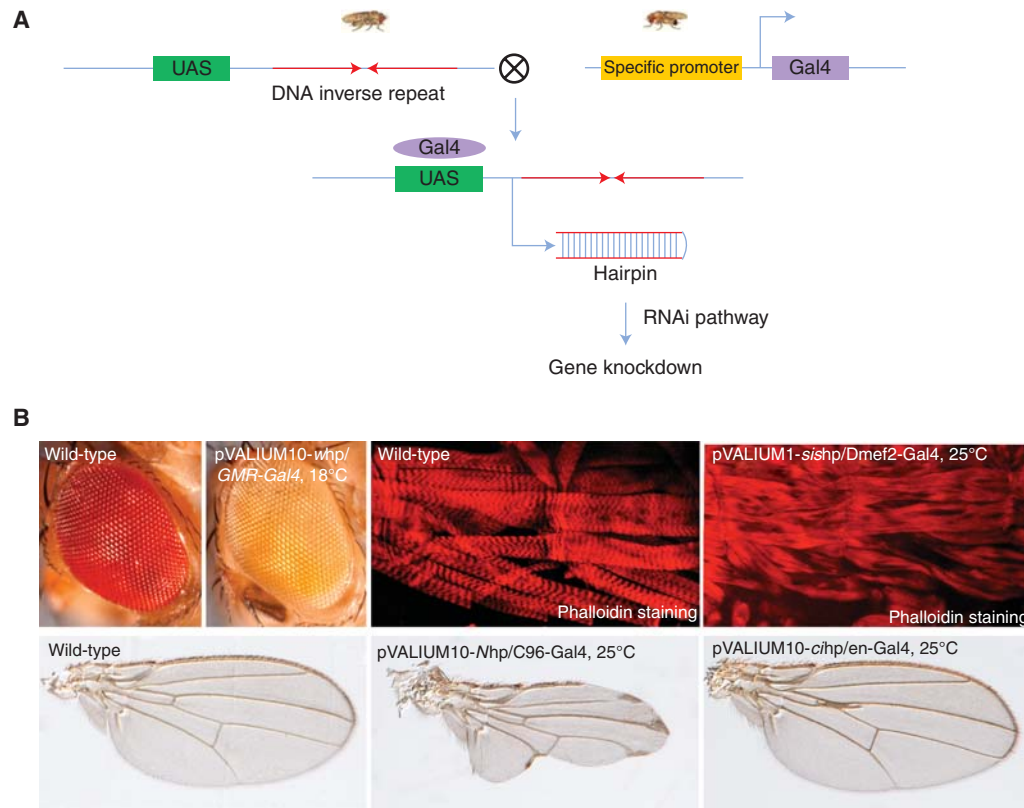 A
UAS
DNA inverse repeat
Specific promoter
Gal4
Gal4
UAS
Hairpin
RNAi pathway
Gene knockdown
B
Wild-type
pVALIUM10-whp/
GMR-Gal4, 18°C
Wild-type
Phalloidin staining
pVALIUM1-sishp/Dmef2-Gal4, 25°C
Phalloidin staining
Wild-type
pVALIUM10-Nhp/C96-Gal4, 25°C
pVALIUM10-cihp/en-Gal4, 25°C